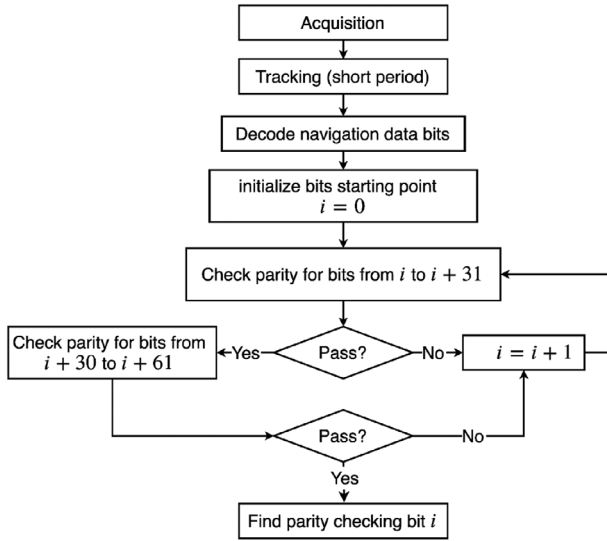 Acquisition
Tracking (short period)
Decode navigation data bits
initialize bits starting point
i = 0
Check parity for bits from i to i + 31
Check parity for bits from
i + 30 to i + 61
Yes
Pass?
No
i = i + 1
Pass?
No
Yes
Find parity checking bit i